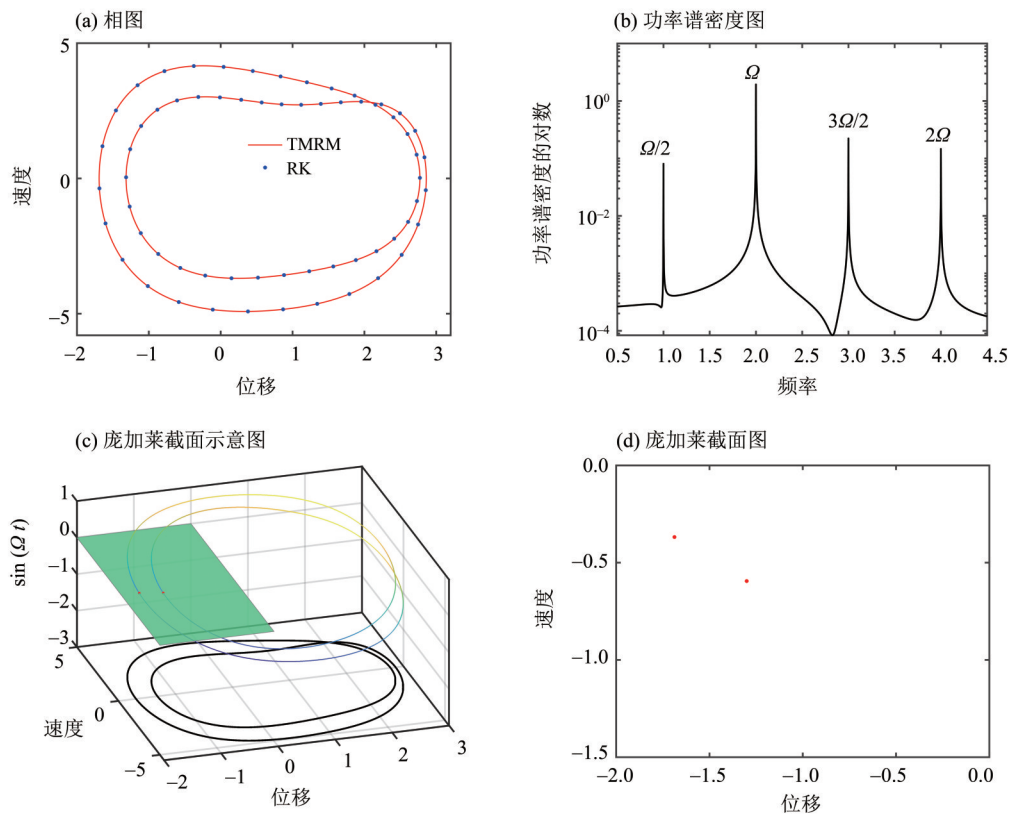 (a) 相图
5
0
−5
−2
−1
0
1
2
3
速度
位移
TMRM
RK
(b) 功率谱密度图
10⁰
10⁻²
10⁻⁴
0.5
1.0
1.5
2.0
2.5
3.0
3.5
4.0
4.5
功率谱密度的对数
频率
Ω/2
Ω
3Ω/2
2Ω
(c) 庞加莱截面示意图
1
0
−1
−2
−3
sin (Ω t)
5
0
−5
速度
−2
−1
0
1
2
3
位移
(d) 庞加莱截面图
0.0
−0.5
−1.0
−1.5
速度
−2.0
−1.5
−1.0
−0.5
0.0
位移